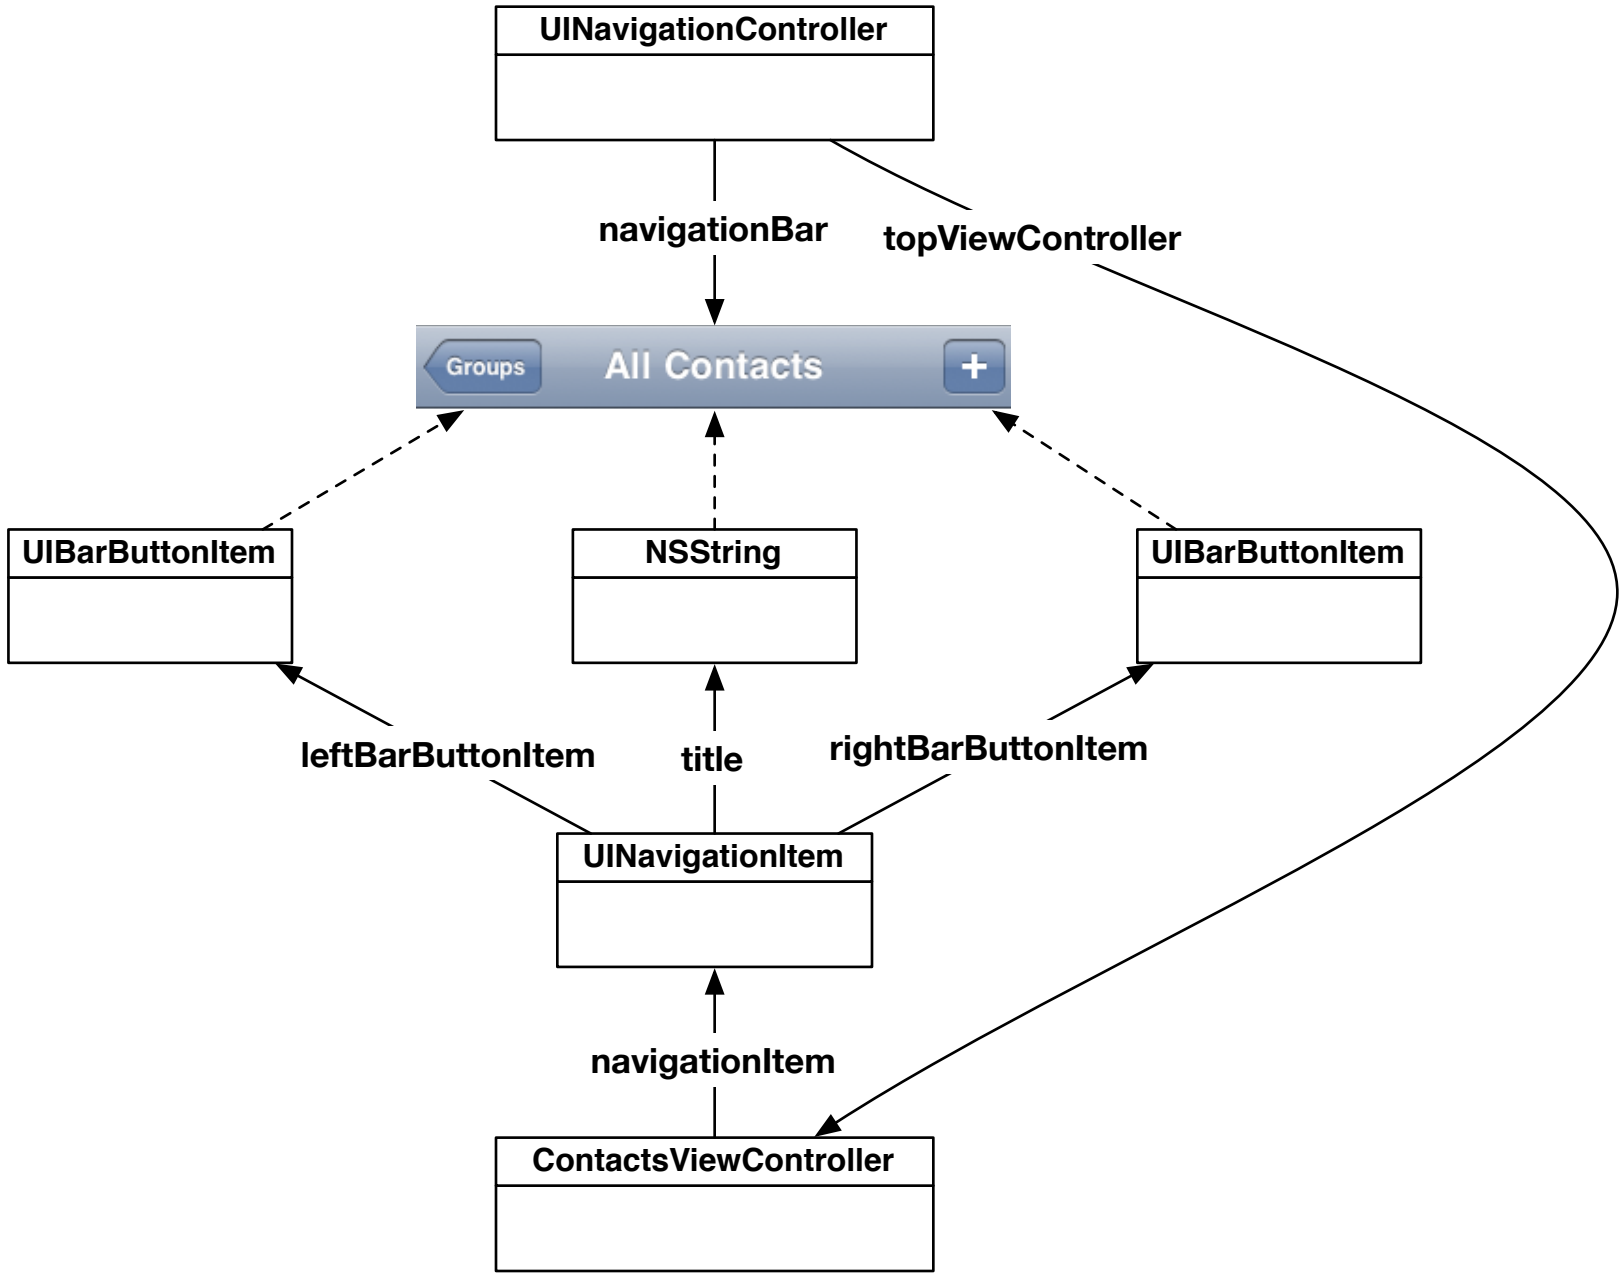 UINavigationController
navigationBar
topViewController
Groups
All Contacts
+
UIBarButtonItem
NSString
UIBarButtonItem
leftBarButtonItem
title
rightBarButtonItem
UINavigationItem
navigationItem
ContactsViewController